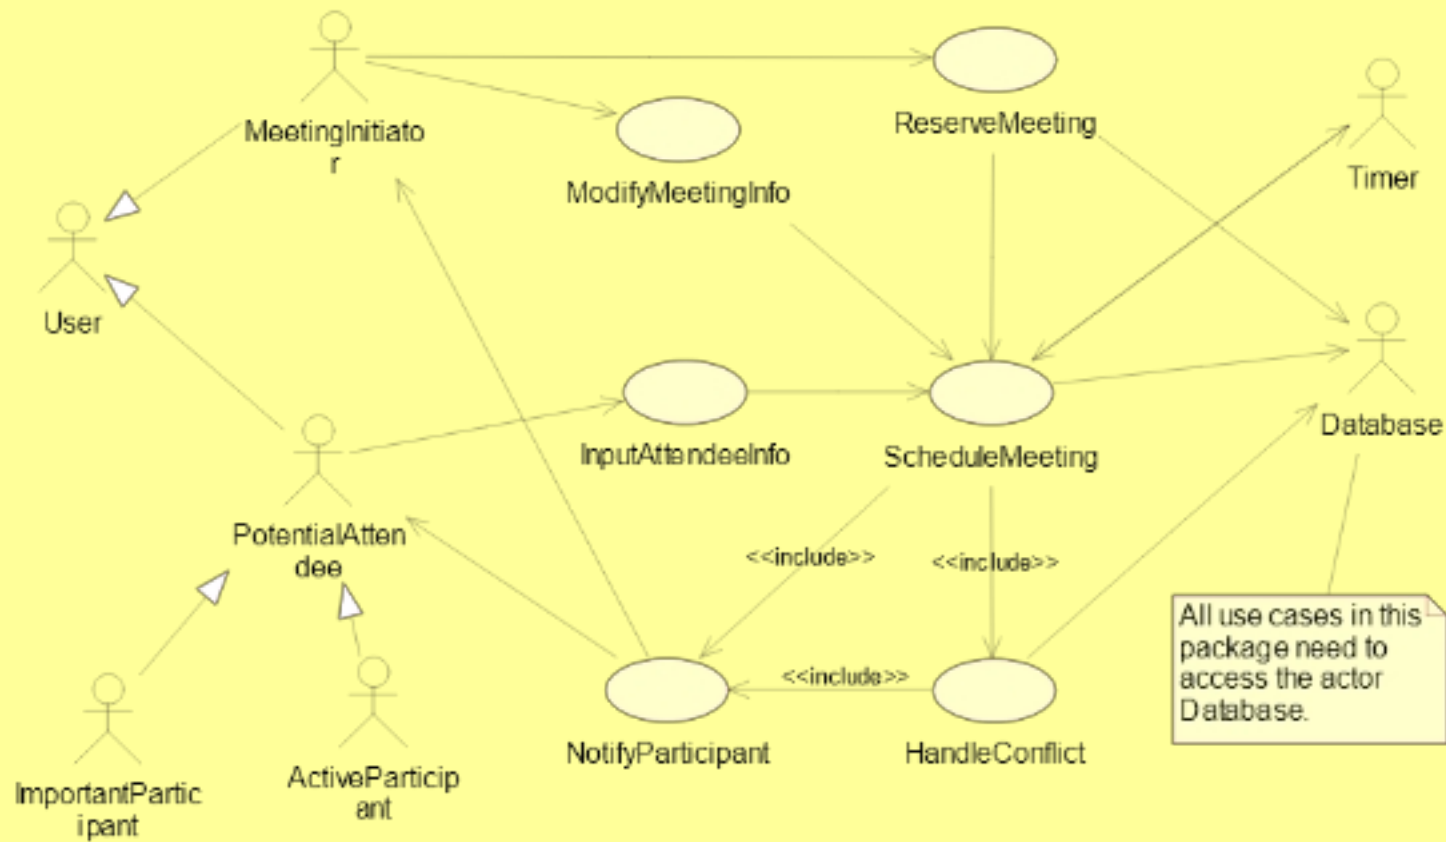 MeetingInitiato
r
ReserveMeeting
ModifyMeetingInfo
Timer
User
InputAttendeeInfo
ScheduleMeeting
Database
PotentialAtten
dee
<<include>>
<<include>>
All use cases in this
package need to
access the actor
Database.
<<include>>
NotifyParticipant
HandleConflict
ImportantPartic
ipant
ActiveParticip
ant